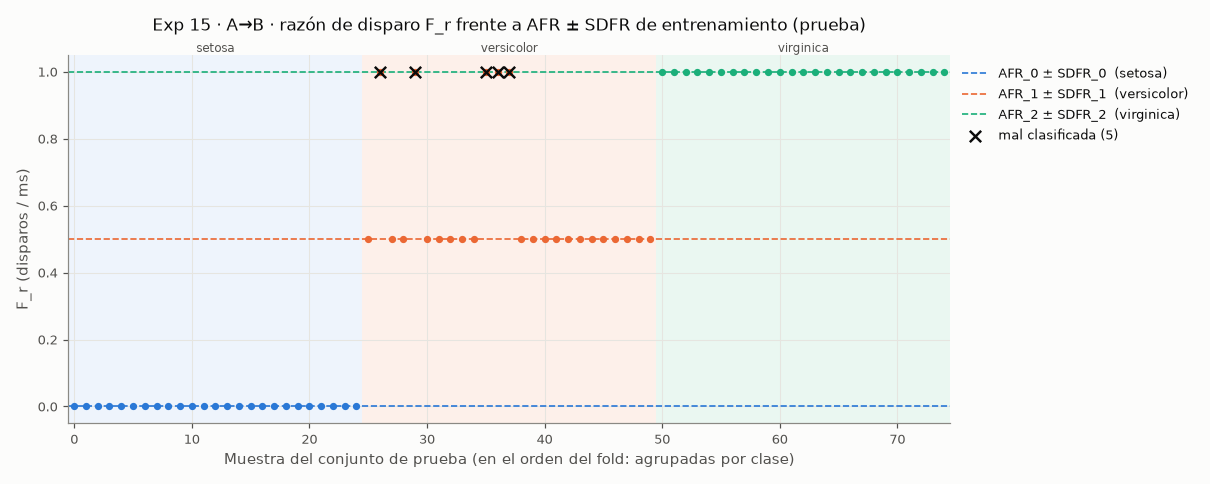 Exp 15 · A→B · razón de disparo F_r frente a AFR ± SDFR de entrenamiento (prueba)
setosa
versicolor
virginica
AFR_0 ± SDFR_0 (setosa)
AFR_1 ± SDFR_1 (versicolor)
AFR_2 ± SDFR_2 (virginica)
mal clasificada (5)
F_r (disparos / ms)
1.0
0.8
0.6
0.4
0.2
0.0
0 10 20 30 40 50 60 70
Muestra del conjunto de prueba (en el orden del fold: agrupadas por clase)